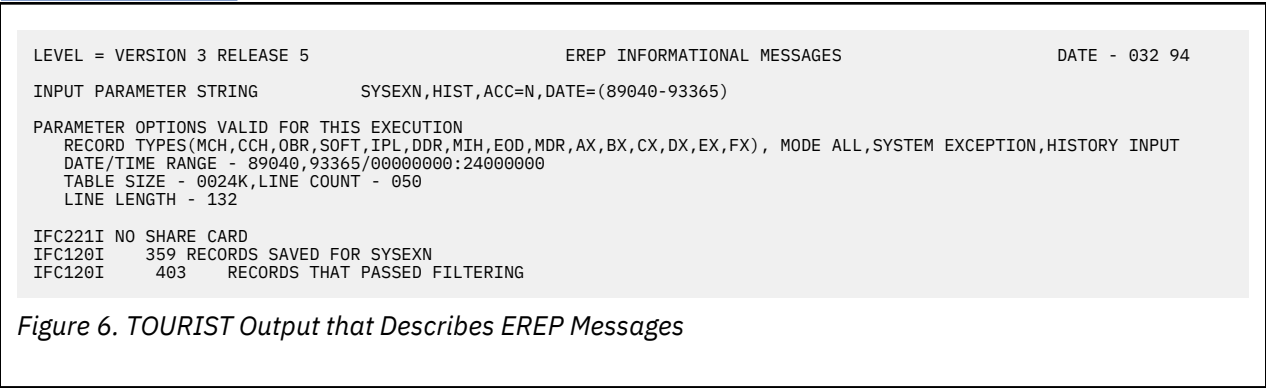 LEVEL = VERSION 3 RELEASE 5 EREP INFORMATIONAL MESSAGES DATE - 032 94
INPUT PARAMETER STRING SYSEXN,HIST,ACC=N,DATE=(89040-93365)
PARAMETER OPTIONS VALID FOR THIS EXECUTION
RECORD TYPES(MCH,CCH,OBR,SOFT,IPL,DDR,MIH,EOD,MDR,AX,BX,CX,DX,EX,FX), MODE ALL,SYSTEM EXCEPTION,HISTORY INPUT
DATE/TIME RANGE - 89040,93365/00000000:24000000
TABLE SIZE - 0024K,LINE COUNT - 050
LINE LENGTH - 132
IFC221I NO SHARE CARD
IFC120I 359 RECORDS SAVED FOR SYSEXN
IFC120I 403 RECORDS THAT PASSED FILTERING
Figure 6. TOURIST Output that Describes EREP Messages